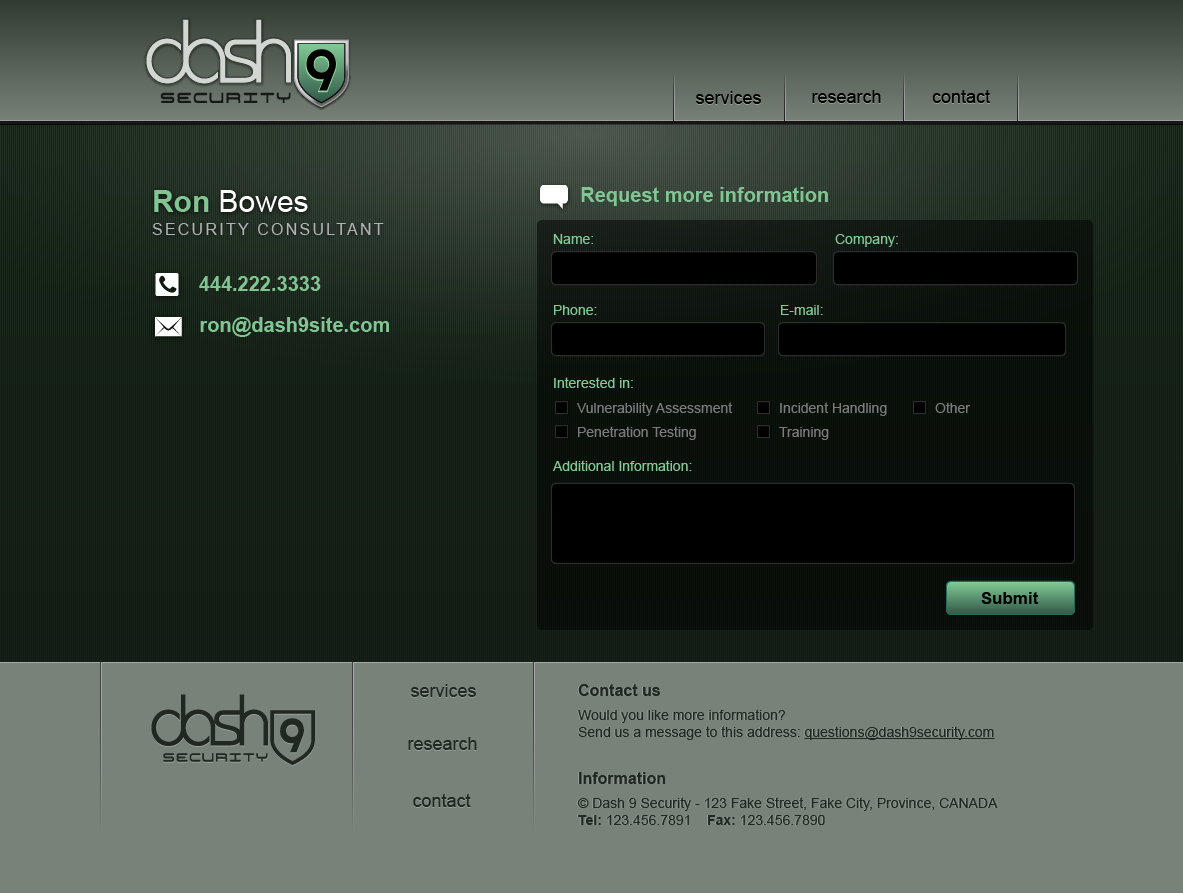 dash 9
SECURITY
services
research
contact
Ron Bowes
SECURITY CONSULTANT
444.222.3333
ron@dash9site.com
Request more information
Name:
Company:
Phone:
E-mail:
Interested in:
Vulnerability Assessment
Incident Handling
Other
Penetration Testing
Training
Additional Information:
Submit
dash 9
SECURITY
services
research
contact
Contact us
Would you like more information?
Send us a message to this address: questions@dash9security.com
Information
© Dash 9 Security - 123 Fake Street, Fake City, Province, CANADA
Tel: 123.456.7891 Fax: 123.456.7890